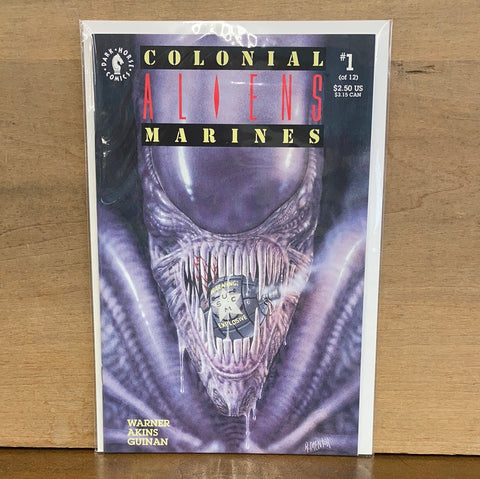 DARK HORSE COMICS
COLONIAL
ALIENS
MARINES
#1
(of 12)
$2.50 US
$3.15 CAN
WARNING:
U
S C
M
EXPLOSIVE
WARNER
AKINS
GUINAN